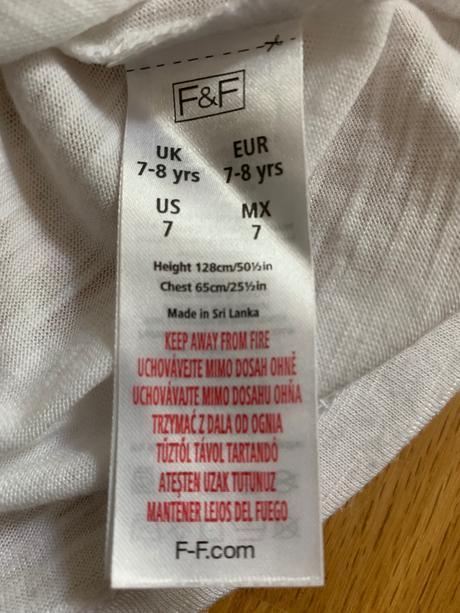 F&F
UK EUR
7-8 yrs 7-8 yrs
US MX
7 7
Height 128cm/50½in
Chest 65cm/25½in
Made in Sri Lanka
KEEP AWAY FROM FIRE
UCHOVÁVEJTE MIMO DOSAH OHNĚ
UCHOVÁVAJTE MIMO DOSAHU OHŇA
TRZYMAĆ Z DALA OD OGNIA
TŰZTŐL TÁVOL TARTANDÓ
ATEŞTEN UZAK TUTUNUZ
MANTENER LEJOS DEL FUEGO
F-F.com